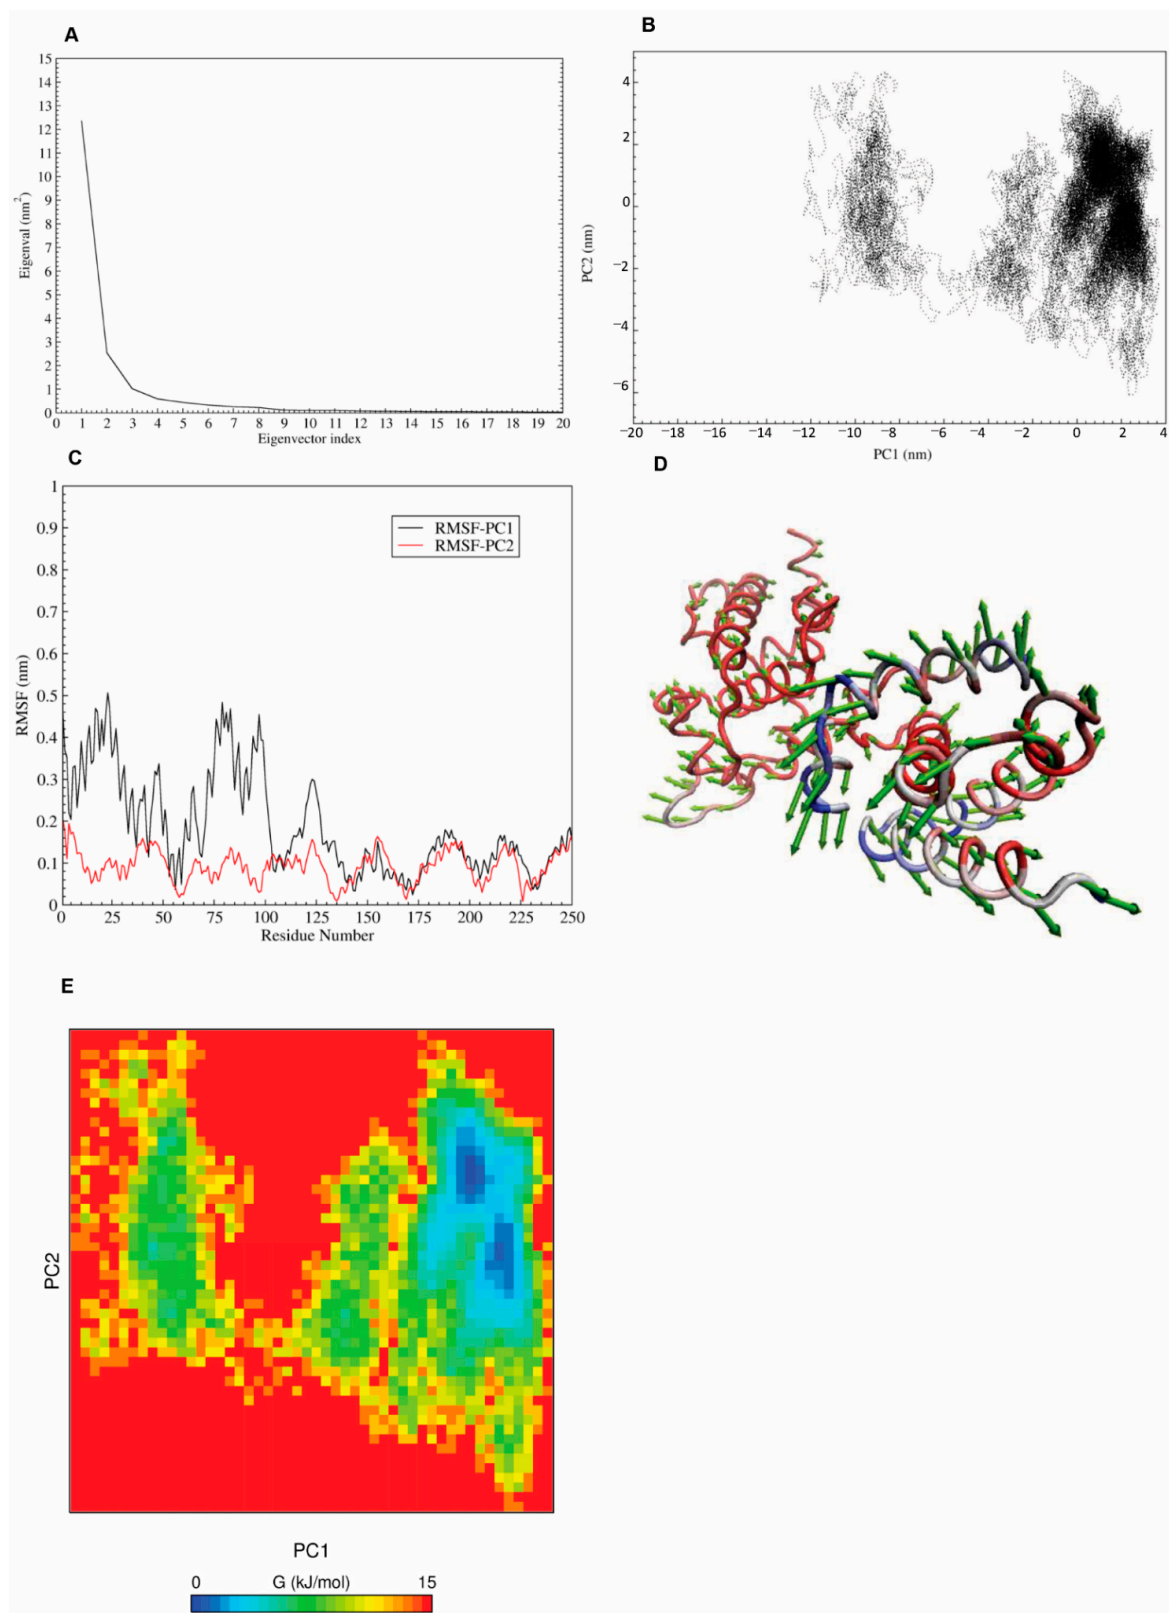 A
15
14
13
12
11
10
9
8
7
6
5
4
3
2
1
0
Eigenval (nm2)
0 1 2 3 4 5 6 7 8 9 10 11 12 13 14 15 16 17 18 19 20
Eigenvector index
B
4
2
0
−2
−4
−6
PC2 (nm)
−20 −18 −16 −14 −12 −10 −8 −6 −4 −2 0 2 4
PC1 (nm)
C
1
0.9
0.8
0.7
0.6
0.5
0.4
0.3
0.2
0.1
0
RMSF (nm)
RMSF-PC1
RMSF-PC2
0 25 50 75 100 125 150 175 200 225 250
Residue Number
D
E
PC2
PC1
0 G (kJ/mol) 15